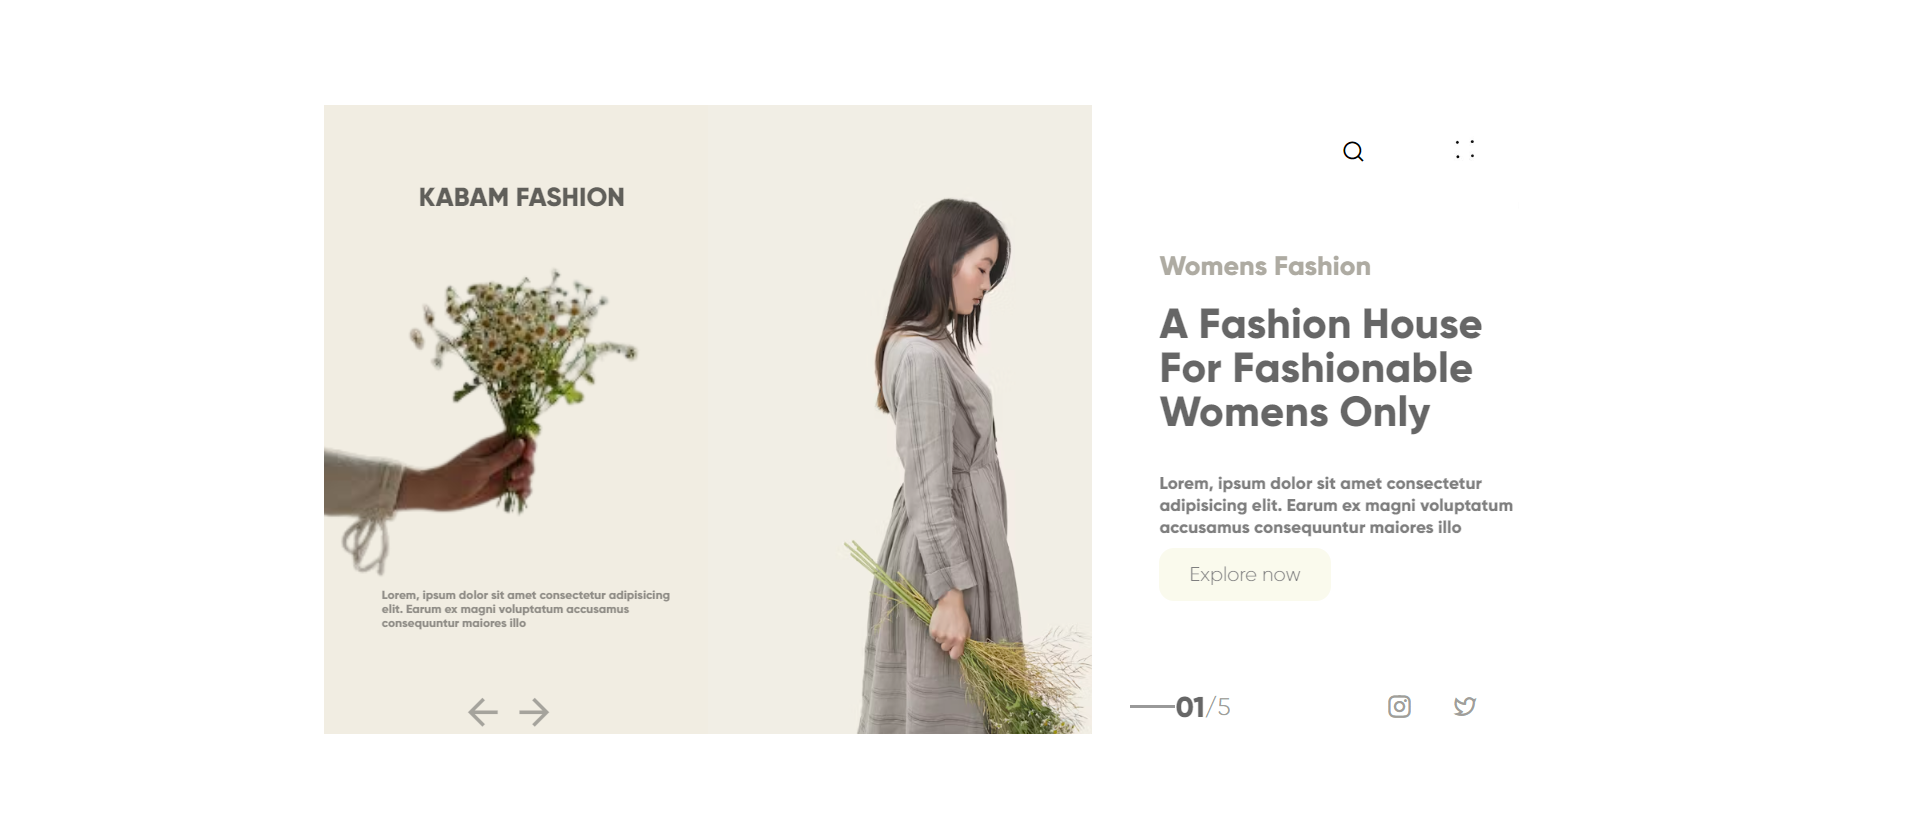 KABAM FASHION
Lorem, ipsum dolor sit amet consectetur adipisicing
elit. Earum ex magni voluptatum accusamus
consequuntur maiores illo
Womens Fashion
A Fashion House
For Fashionable
Womens Only
Lorem, ipsum dolor sit amet consectetur
adipisicing elit. Earum ex magni voluptatum
accusamus consequuntur maiores illo
Explore now
01/5